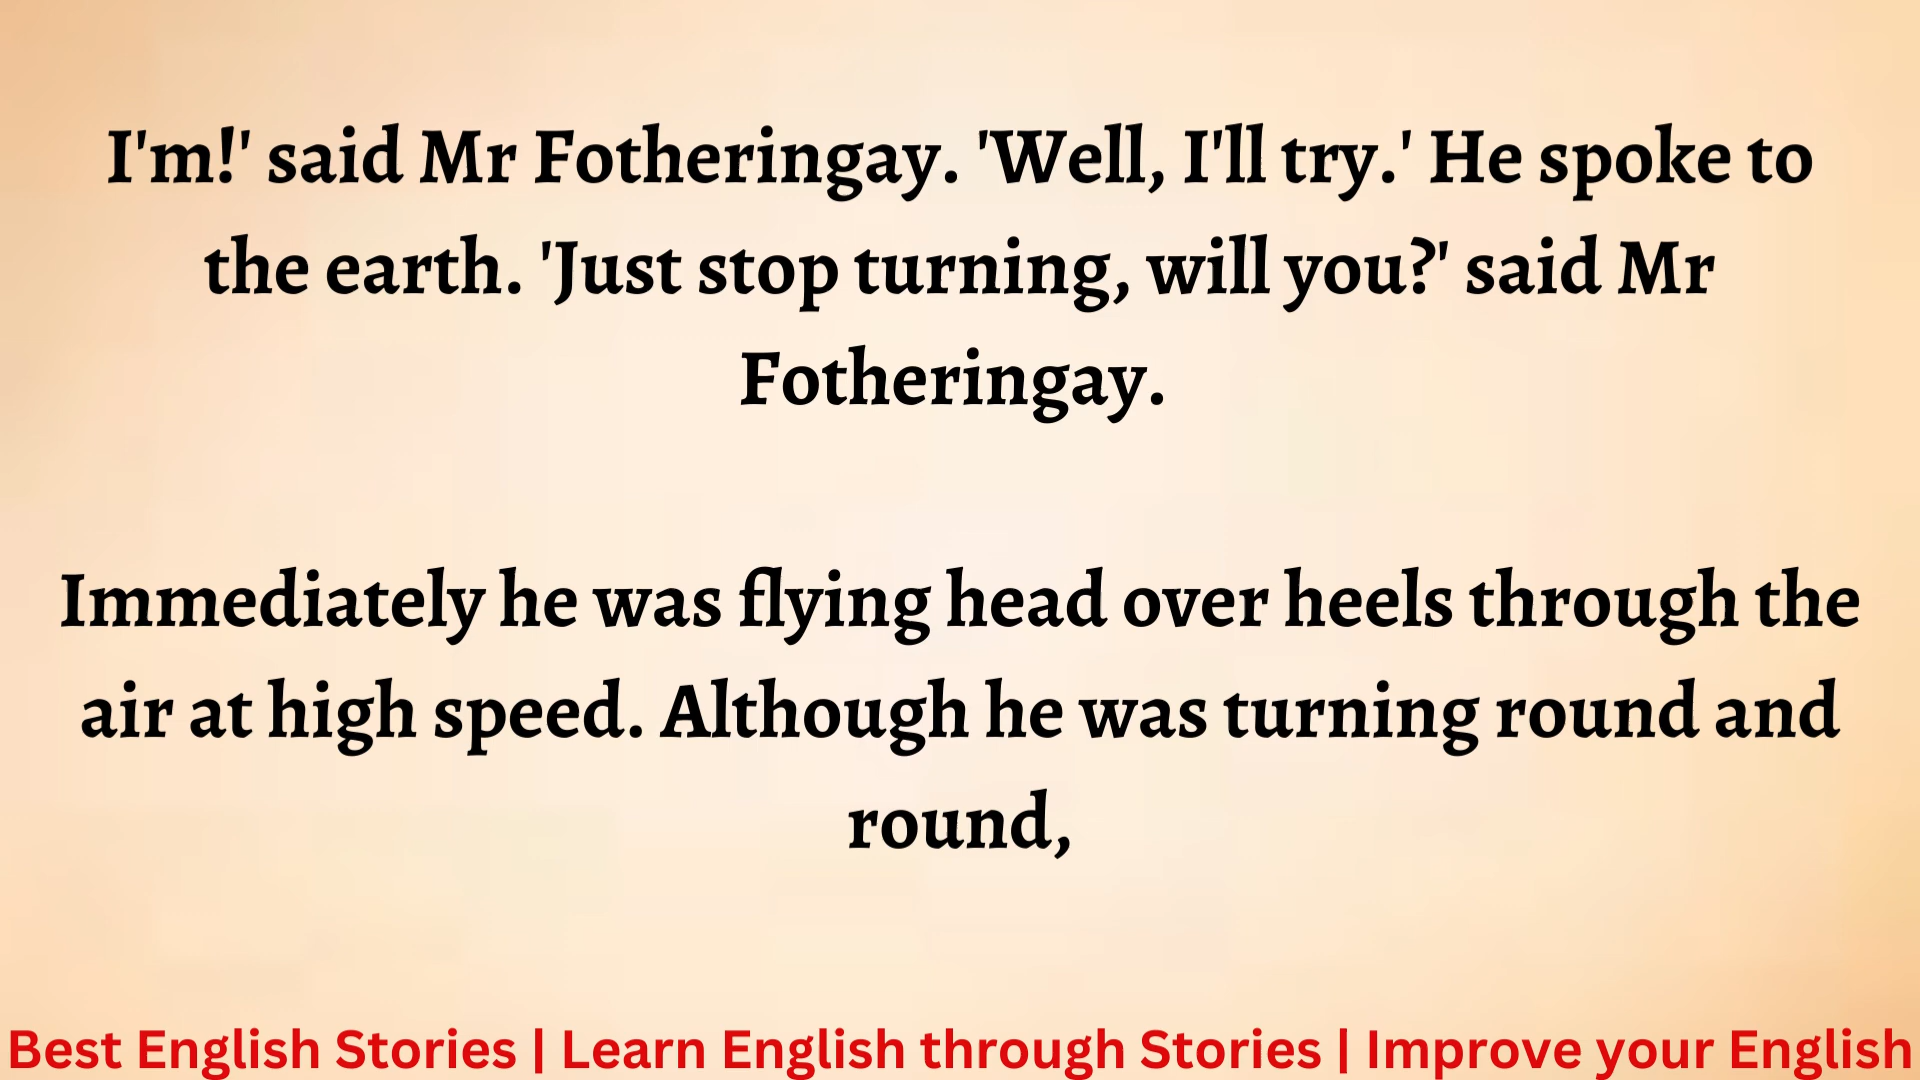 I'm!' said Mr Fotheringay. 'Well, I'll try.' He spoke to
the earth. 'Just stop turning, will you?' said Mr
Fotheringay.
Immediately he was flying head over heels through the
air at high speed. Although he was turning round and
round,
Best English Stories | Learn English through Stories | Improve your English